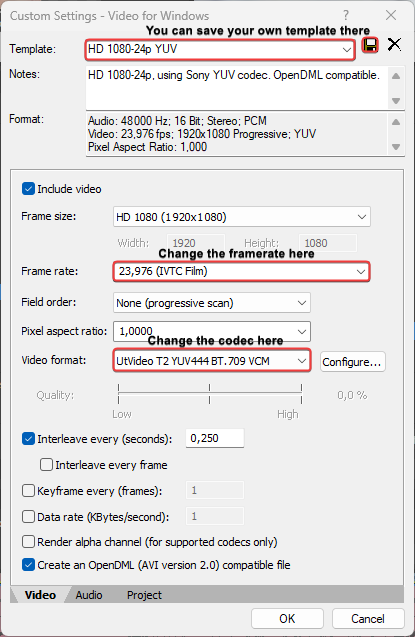 Custom Settings - Video for Windows
You can save your own template there
Template:
HD 1080-24p YUV
Notes:
HD 1080-24p, using Sony YUV codec. OpenDML compatible.
Format:
Audio: 48000 Hz; 16 Bit; Stereo; PCM
Video: 23,976 fps; 1920x1080 Progressive; YUV
Pixel Aspect Ratio: 1,000
Include video
Frame size:
HD 1080 (1920x1080)
Width: 1920 Height: 1080
Change the framerate here
Frame rate:
23,976 (IVTC Film)
Field order:
None (progressive scan)
Pixel aspect ratio:
1,0000
Change the codec here
Video format:
UtVideo T2 YUV444 BT.709 VCM
Configure...
Quality:
0,0 %
Low High
Interleave every (seconds): 0,250
Interleave every frame
Keyframe every (frames): 1
Data rate (KBytes/second): 1
Render alpha channel (for supported codecs only)
Create an OpenDML (AVI version 2.0) compatible file
Video Audio Project
OK Cancel